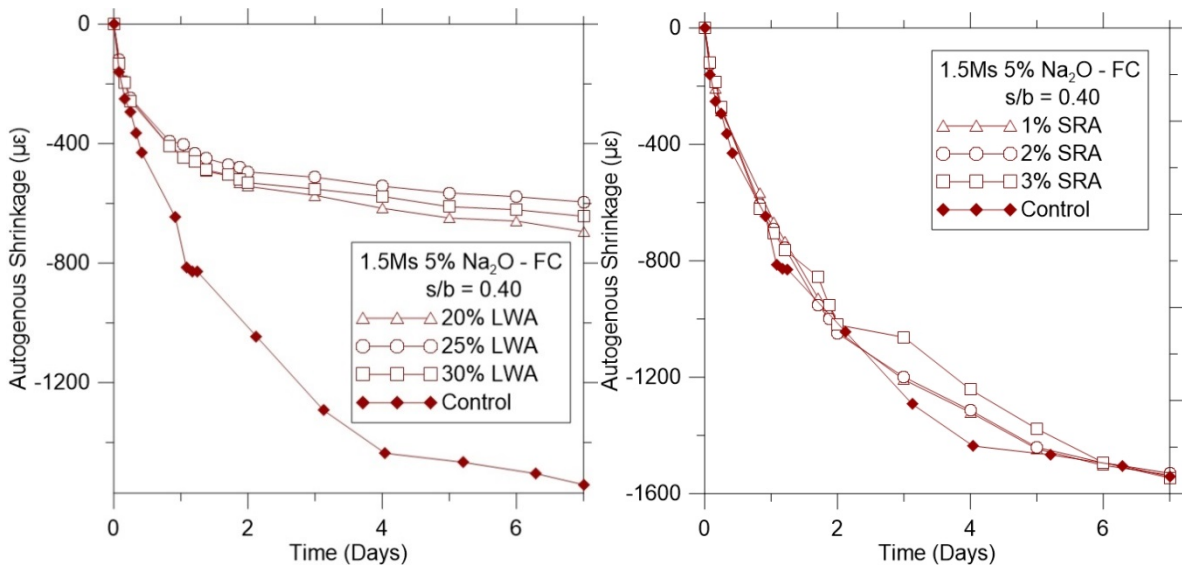 0
-400
-800
-1200
Autogenous Shrinkage (µε)
1.5Ms 5% Na₂O - FC
s/b = 0.40
20% LWA
25% LWA
30% LWA
Control
0
2
4
6
Time (Days)
0
-400
-800
-1200
-1600
Autogenous Shrinkage (µε)
1.5Ms 5% Na₂O - FC
s/b = 0.40
1% SRA
2% SRA
3% SRA
Control
0
2
4
6
Time (Days)